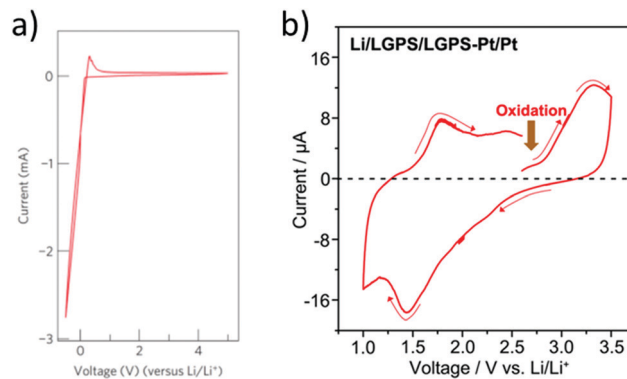 a)
0
−1
−2
−3
Current (mA)
0
2
4
Voltage (V) (versus Li/Li⁺)
b)
Li/LGPS/LGPS-Pt/Pt
Oxidation
16
8
0
-8
-16
Current / μA
1.0
1.5
2.0
2.5
3.0
3.5
Voltage / V vs. Li/Li⁺